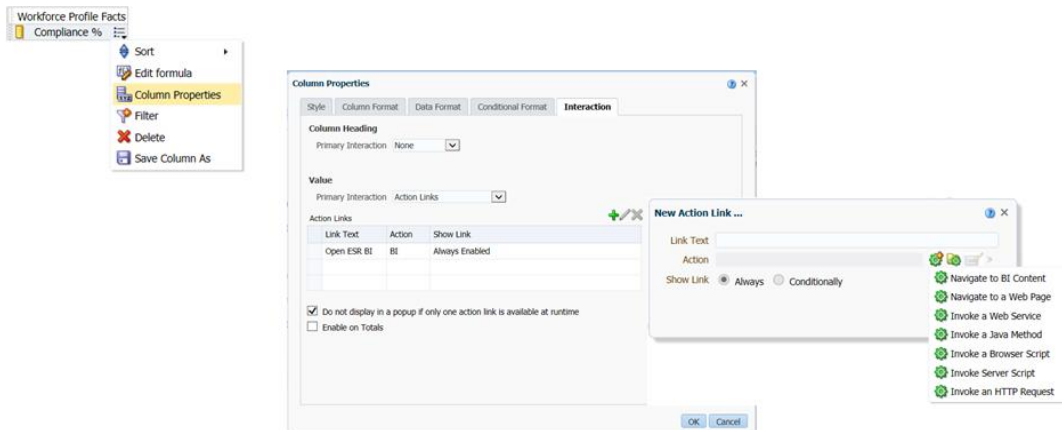 Workforce Profile Facts
Compliance %
Sort
Edit formula
Column Properties
Filter
Delete
Save Column As
Column Properties
Style Column Format Data Format Conditional Format Interaction
Column Heading
Primary Interaction None
Value
Primary Interaction Action Links
Action Links
Link Text Action Show Link
Open ESR BI BI Always Enabled
Do not display in a popup if only one action link is available at runtime
Enable on Totals
OK Cancel
New Action Link ...
Link Text
Action
Show Link Always Conditionally
Navigate to BI Content
Navigate to a Web Page
Invoke a Web Service
Invoke a Java Method
Invoke a Browser Script
Invoke Server Script
Invoke an HTTP Request